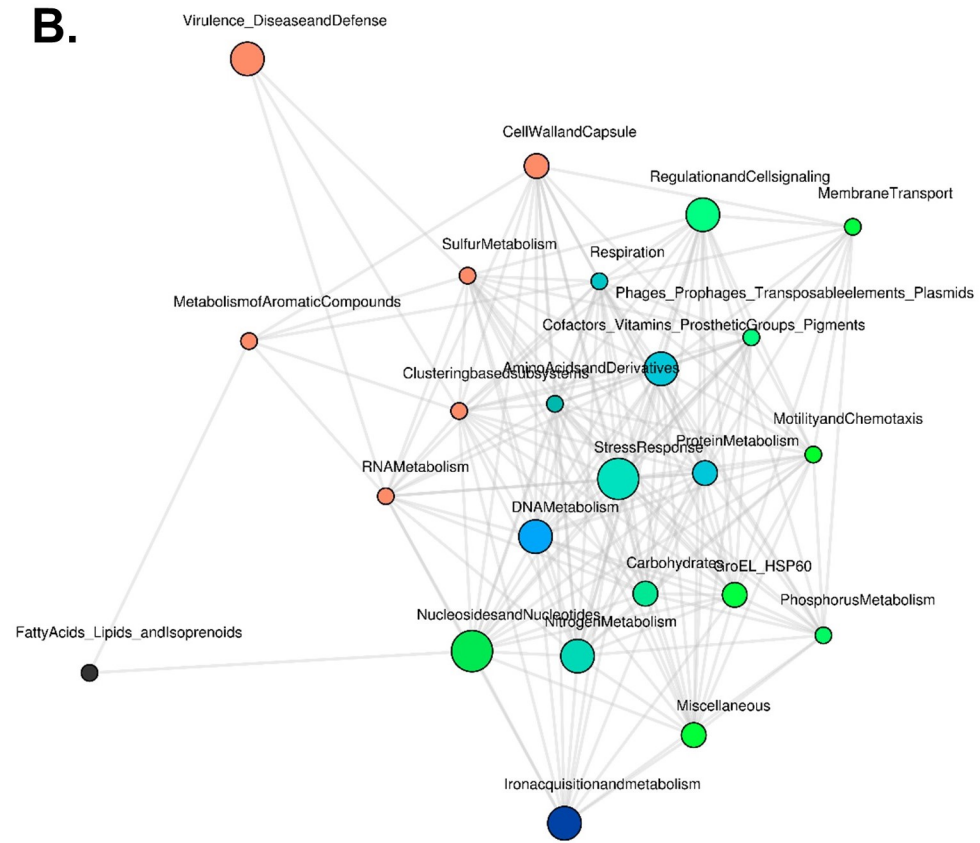 B.
Virulence_DiseaseandDefense
CellWallandCapsule
RegulationandCellsignaling
MembraneTransport
SulfurMetabolism
Respiration
Phages_Prophages_Transposableelements_Plasmids
MetabolismofAromaticCompounds
Cofactors_Vitamins_ProstheticGroups_Pigments
AminoAcidsandDerivatives
Clusteringbasedsubsystems
MotilityandChemotaxis
ProteinMetabolism
StressResponse
RNAMetabolism
DNAMetabolism
Carbohydrates
GroEL_HSP60
PhosphorusMetabolism
NucleosidesandNucleotides
NitrogenMetabolism
FattyAcids_Lipids_andIsoprenoids
Miscellaneous
Ironacquisitionandmetabolism